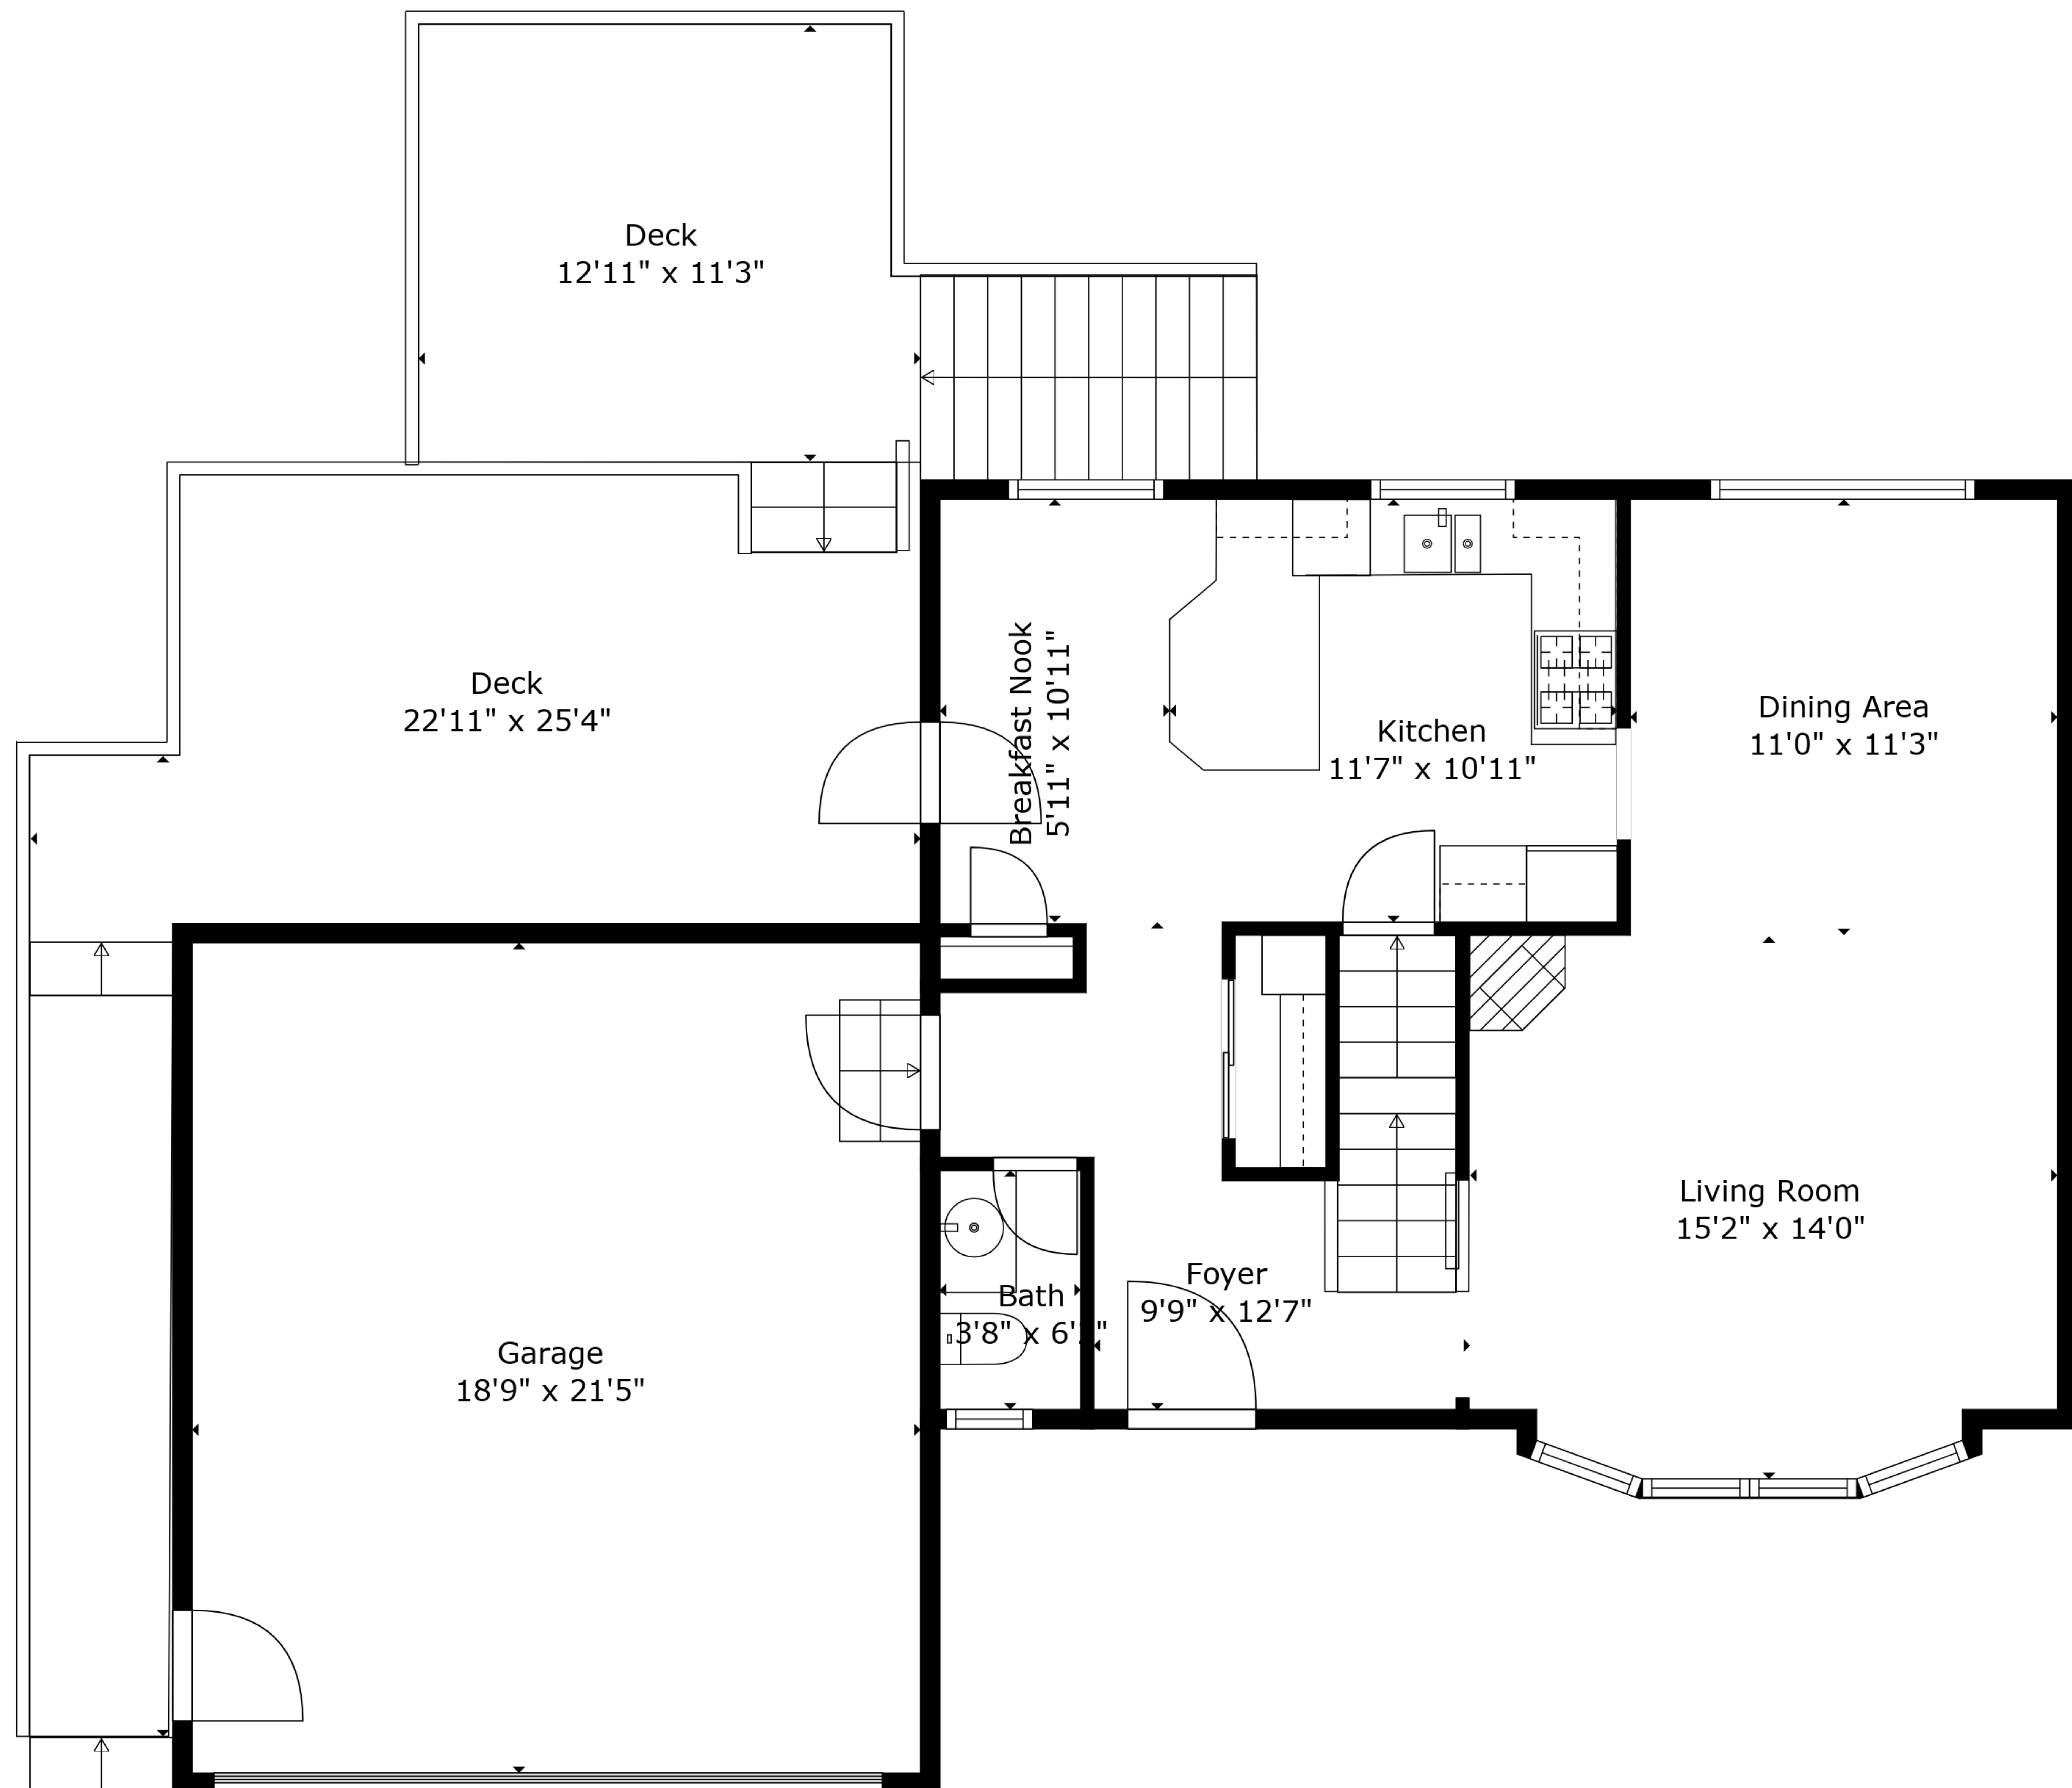 Deck
12'11" x 11'3"
Deck
22'11" x 25'4"
Breakfast Nook
5'11" x 10'11"
Kitchen
11'7" x 10'11"
Dining Area
11'0" x 11'3"
Living Room
15'2" x 14'0"
Foyer
9'9" x 12'7"
Bath
3'8" x
Garage
18'9" x 21'5"